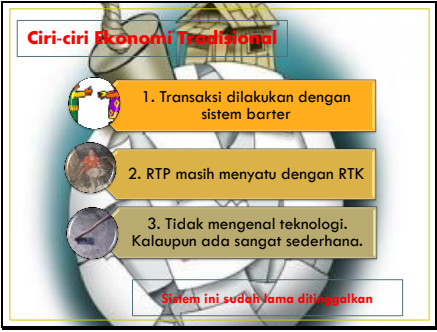 Ciri-ciri Ekonomi Tradisional
1. Transaksi dilakukan dengan
sistem barter
2. RTP masih menyatu dengan RTK
3. Tidak mengenal teknologi.
Kalaupun ada sangat sederhana.
Sistem ini sudah lama ditinggalkan